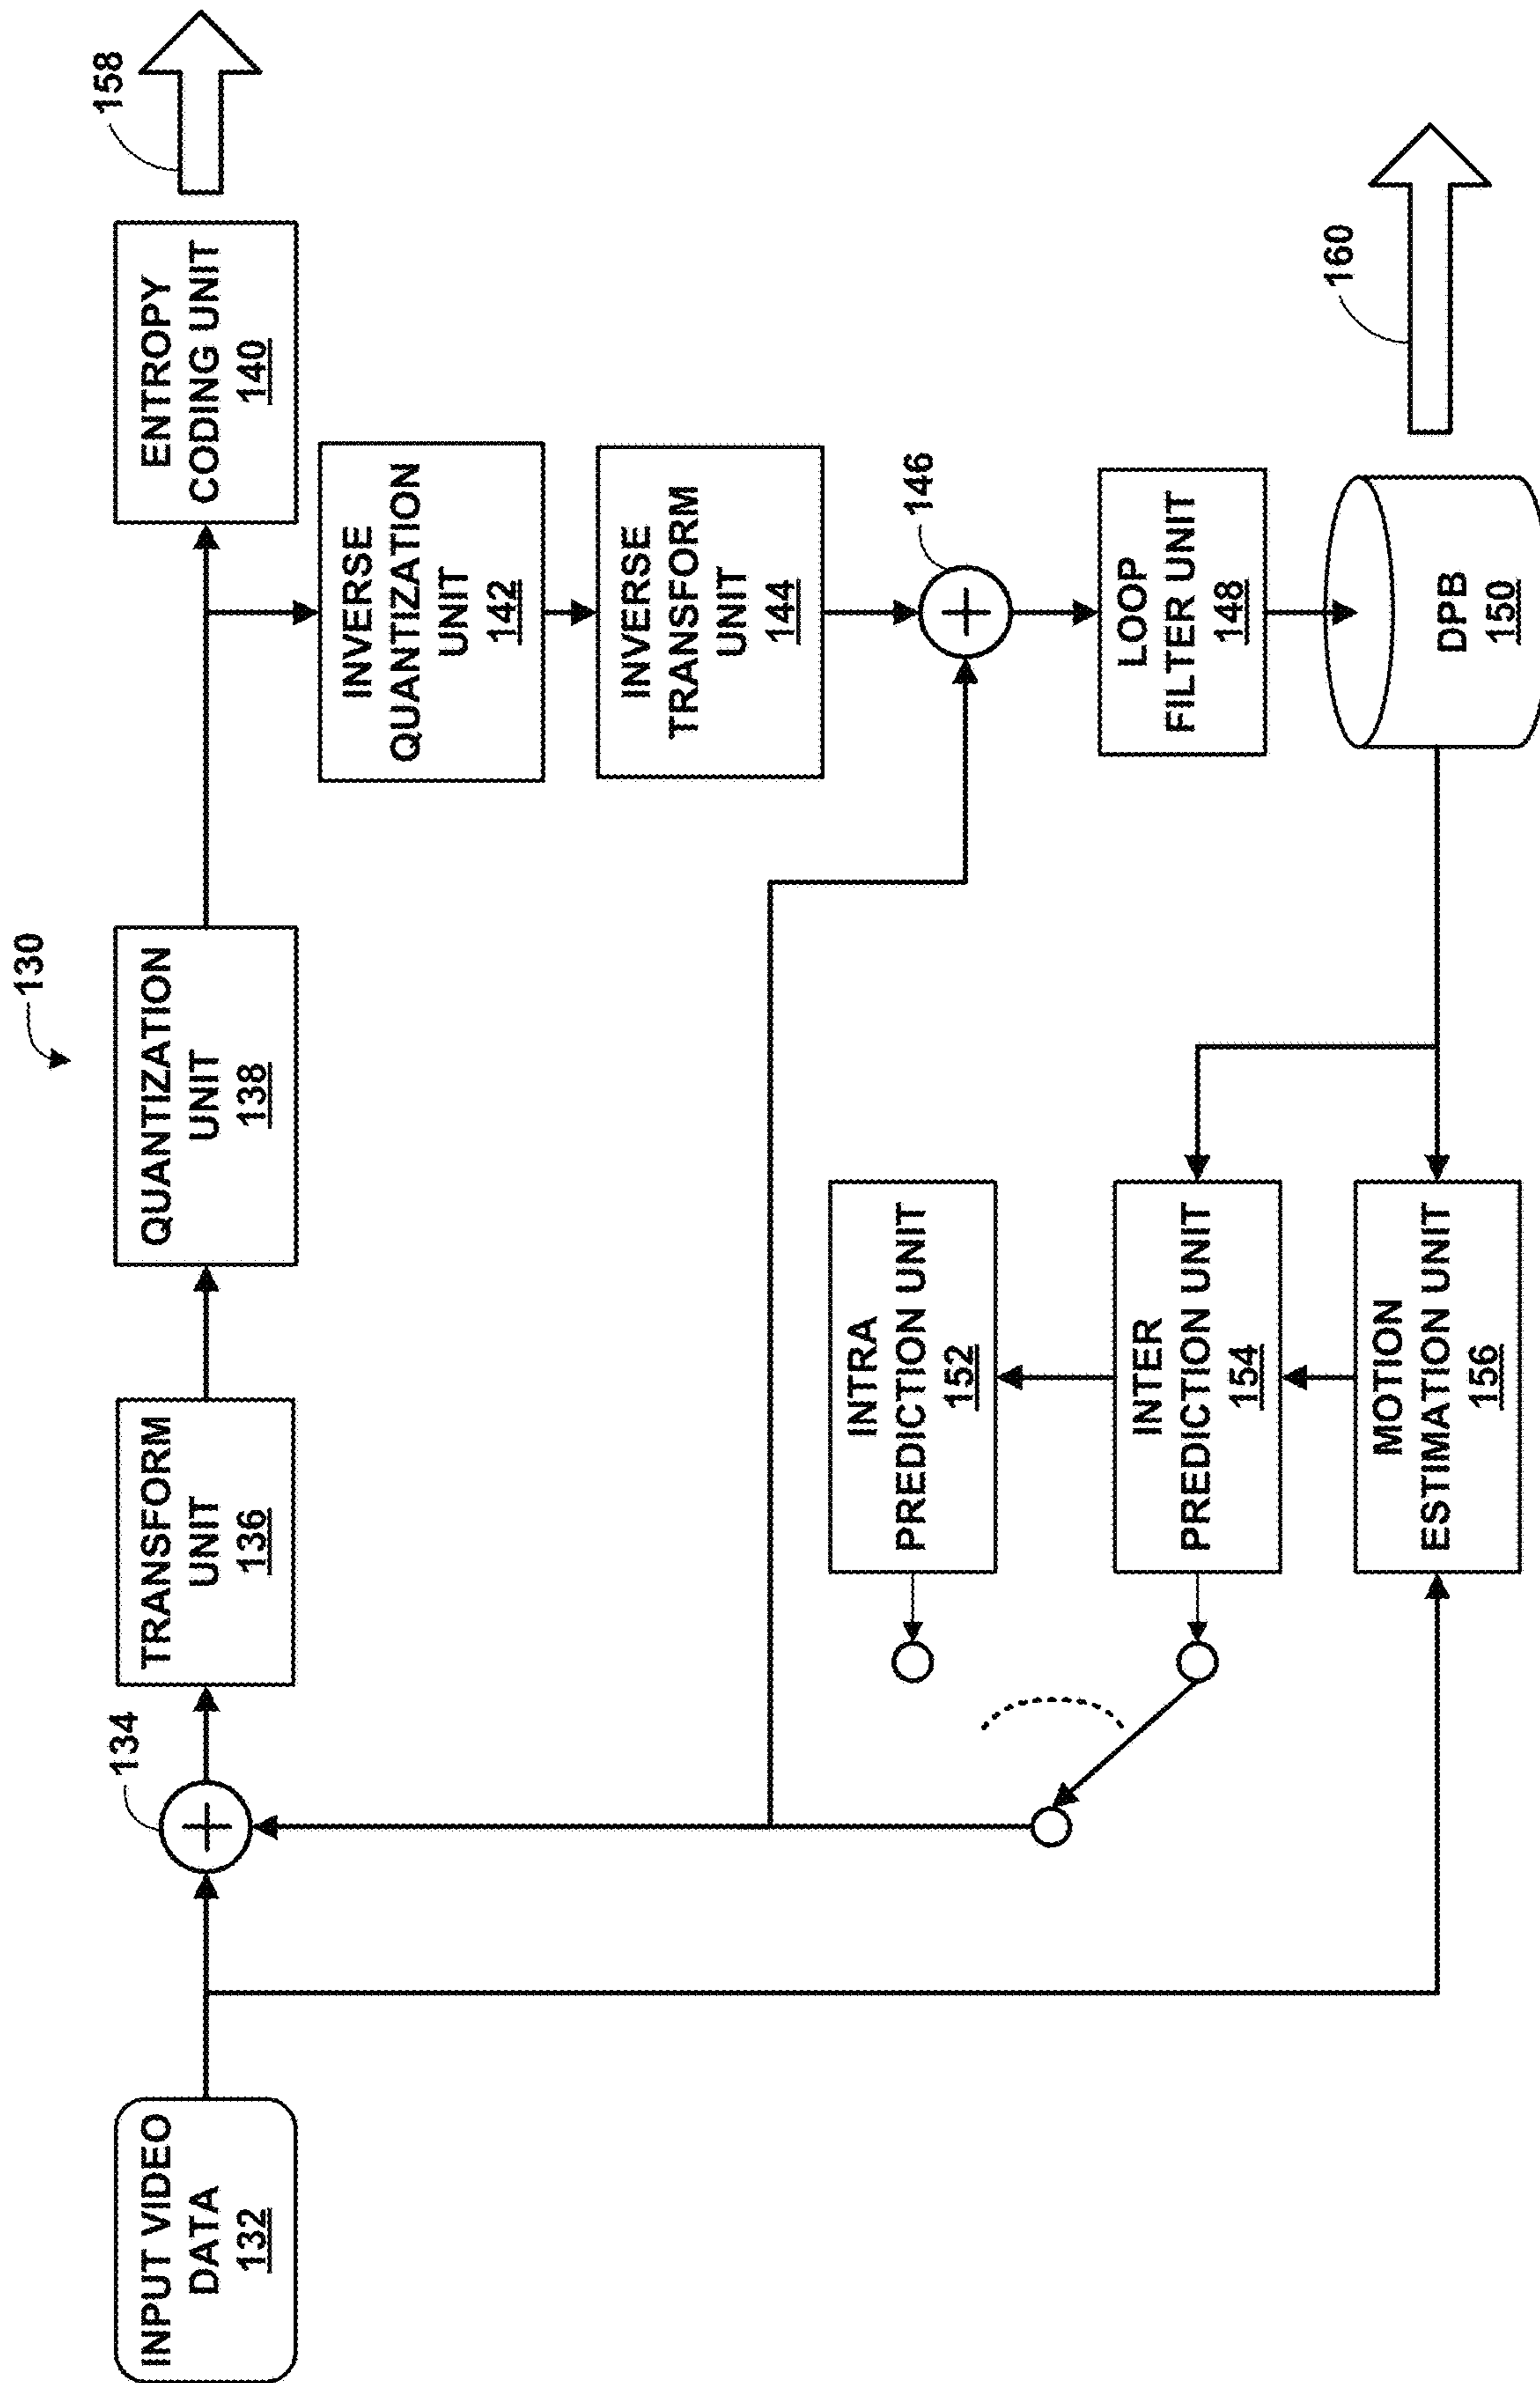 130
INPUT VIDEO
DATA
132
134
TRANSFORM
UNIT
136
QUANTIZATION
UNIT
138
ENTROPY
CODING UNIT
140
158
INVERSE
QUANTIZATION
UNIT
142
INVERSE
TRANSFORM
UNIT
144
146
INTRA
PREDICTION UNIT
152
LOOP
FILTER UNIT
148
INTER
PREDICTION UNIT
154
160
MOTION
ESTIMATION UNIT
156
DPB
150